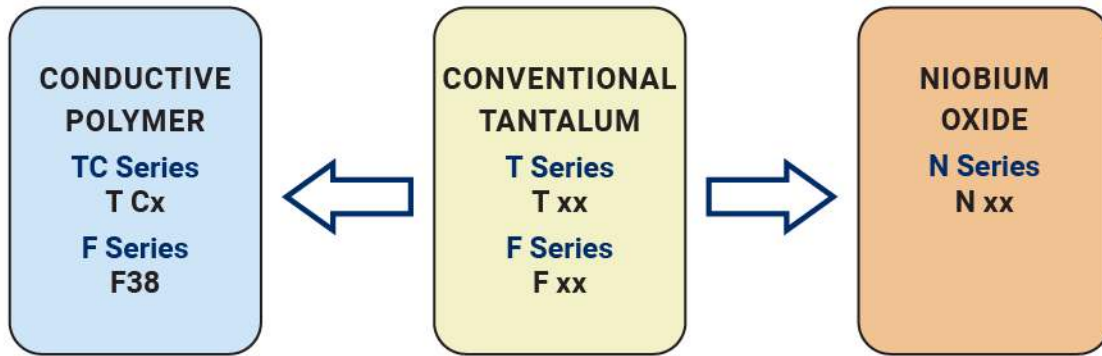 CONDUCTIVE
POLYMER
TC Series
T Cx
F Series
F38
CONVENTIONAL
TANTALUM
T Series
T xx
F Series
F xx
NIOBIUM
OXIDE
N Series
N xx